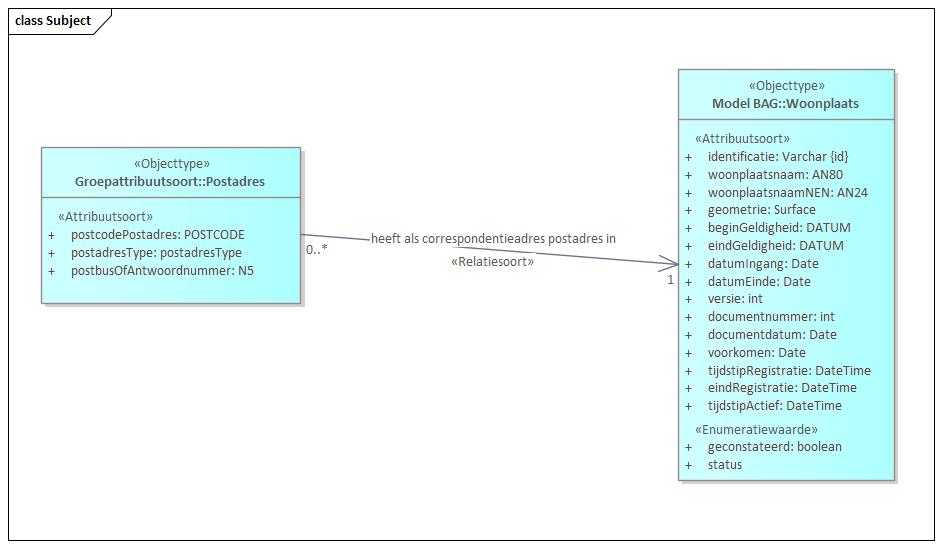 class Subject
«Objecttype»
Groepattribuutsoort::Postadres
«Attribuutsoort»
+ postcodePostadres: POSTCODE
+ postadresType: postadresType
+ postbusOfAntwoordnummer: N5
0..*
heeft als correspondentieadres postadres in
«Relatiesoort»
1
«Objecttype»
Model BAG::Woonplaats
«Attribuutsoort»
+ identificatie: Varchar {id}
+ woonplaatsnaam: AN80
+ woonplaatsnaamNEN: AN24
+ geometrie: Surface
+ beginGeldigheid: DATUM
+ eindGeldigheid: DATUM
+ datumIngang: Date
+ datumEinde: Date
+ versie: int
+ documentnummer: int
+ documentdatum: Date
+ voorkomen: Date
+ tijdstipRegistratie: DateTime
+ eindRegistratie: DateTime
+ tijdstipActief: DateTime
«Enumeratiewaarde»
+ geconstateerd: boolean
+ status